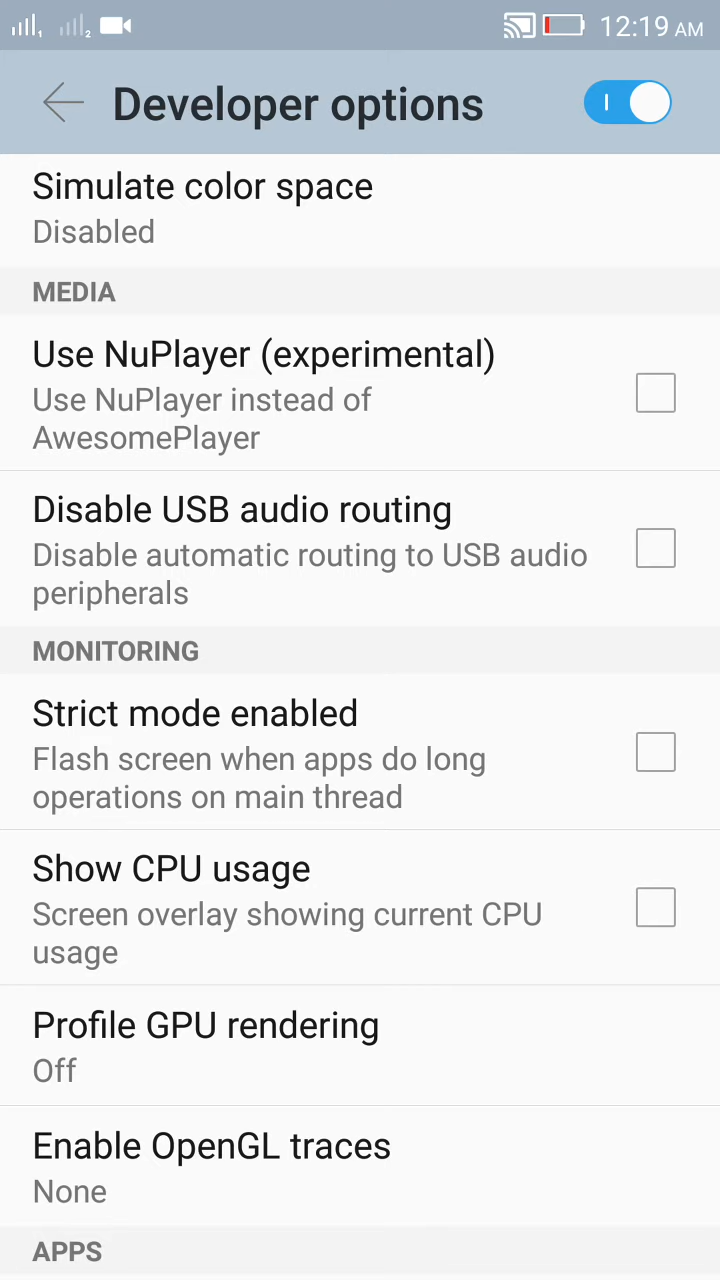 1 2 12:19 AM
Developer options
Simulate color space
Disabled
MEDIA
Use NuPlayer (experimental)
Use NuPlayer instead of
AwesomePlayer
Disable USB audio routing
Disable automatic routing to USB audio
peripherals
MONITORING
Strict mode enabled
Flash screen when apps do long
operations on main thread
Show CPU usage
Screen overlay showing current CPU
usage
Profile GPU rendering
Off
Enable OpenGL traces
None
APPS